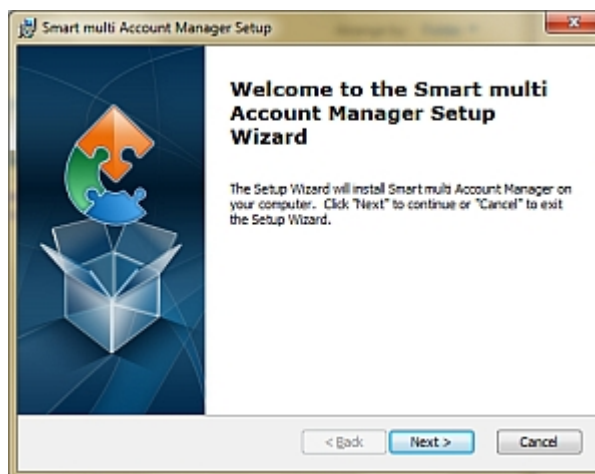 Smart multi Account Manager Setup
Welcome to the Smart multi
Account Manager Setup
Wizard
The Setup Wizard will install Smart multi Account Manager on
your computer. Click "Next" to continue or "Cancel" to exit
the Setup Wizard.
< Back Next > Cancel